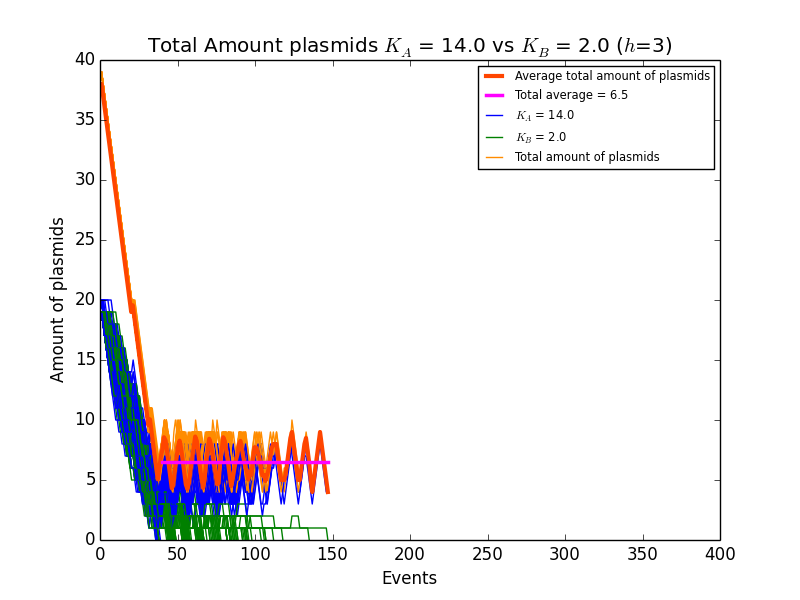 Total Amount plasmids K_A = 14.0 vs K_B = 2.0 (h=3)
Average total amount of plasmids
Total average = 6.5
K_A = 14.0
K_B = 2.0
Total amount of plasmids
Amount of plasmids
40
35
30
25
20
15
10
5
0
0 50 100 150 200 250 300 350 400
Events